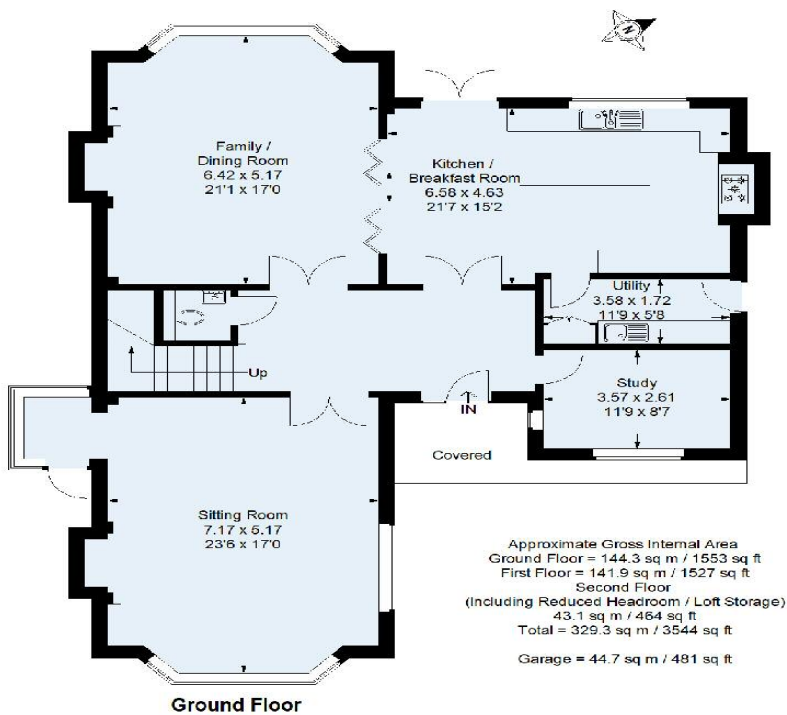 Family /
Dining Room
6.42 x 5.17
21'1 x 17'0
Kitchen /
Breakfast Room
6.58 x 4.63
21'7 x 15'2
Utility
3.58 x 1.72
11'9 x 5'8
Up
Study
3.57 x 2.61
11'9 x 8'7
IN
Covered
Sitting Room
7.17 x 5.17
23'6 x 17'0
Approximate Gross Internal Area
Ground Floor = 144.3 sq m / 1553 sq ft
First Floor = 141.9 sq m / 1527 sq ft
Second Floor
(Including Reduced Headroom / Loft Storage)
43.1 sq m / 464 sq ft
Total = 329.3 sq m / 3544 sq ft
Garage = 44.7 sq m / 481 sq ft
Ground Floor